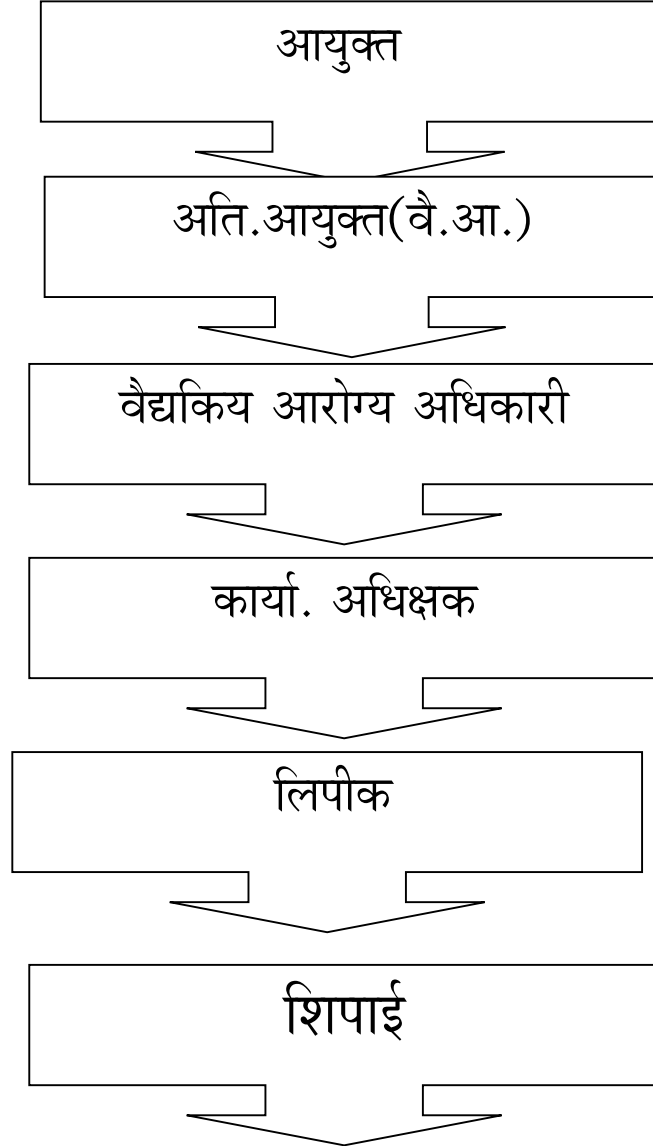 आयुक्त
अति.आयुक्त(वै.आ.)
वैद्यकिय आरोग्य अधिकारी
कार्या. अधिक्षक
लिपीक
शिपाई